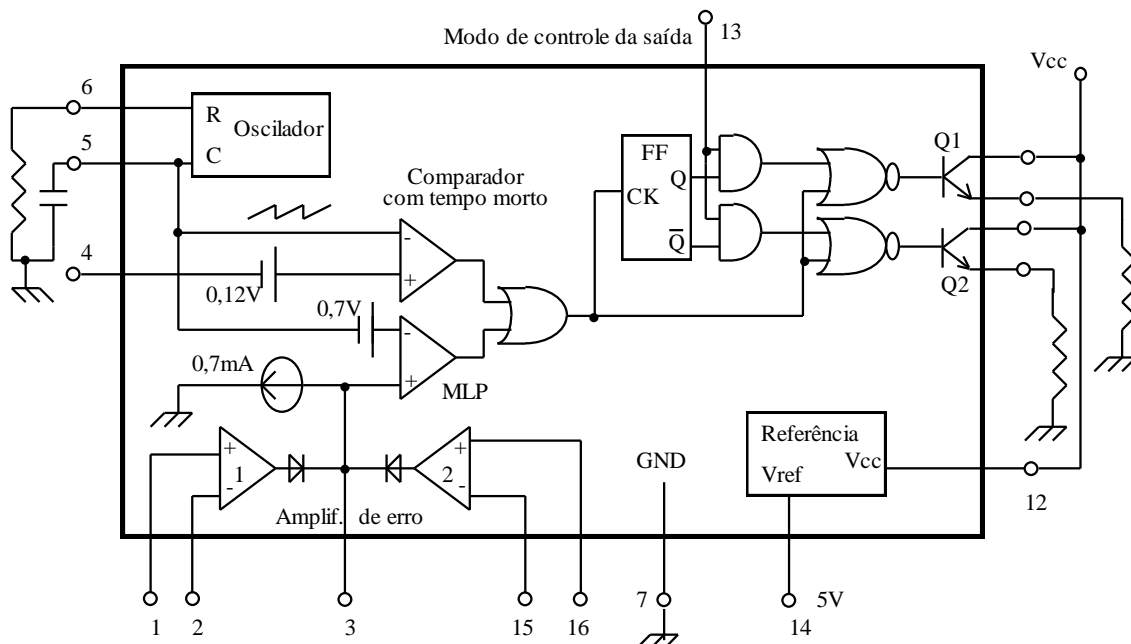 Modo de controle da saída
13
Vcc
6
R
Oscilador
C
5
FF
Q1
Comparador
com tempo morto
Q
CK
-
4
+
Q
Q2
0,12V
0,7V
-
0,7mA
+
MLP
Referência
Vcc
Vref
GND
+
1
-
+
2
-
12
Amplif. de erro
1
2
3
15
16
7
5V
14